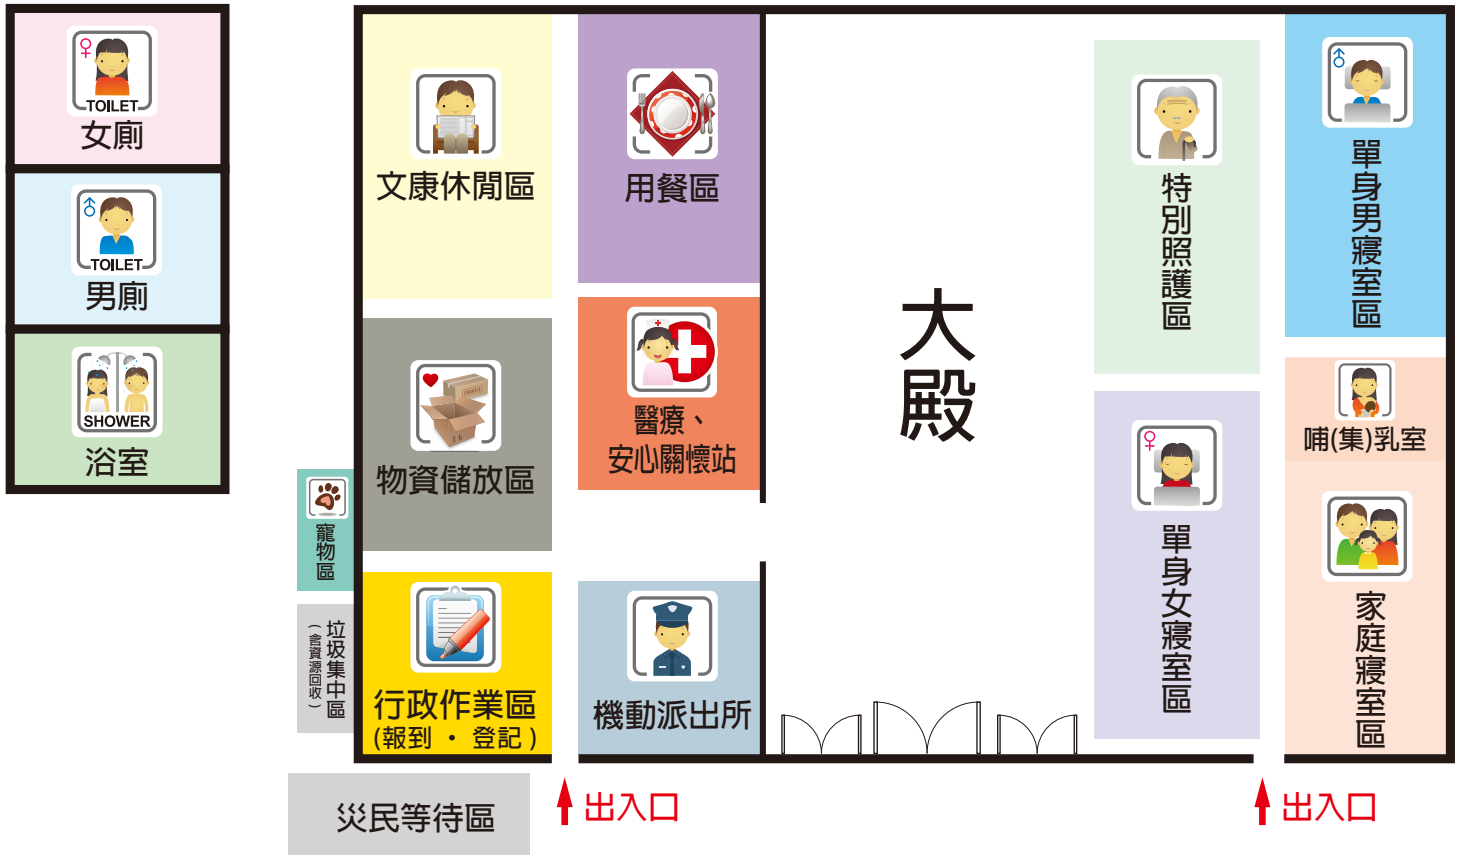 ♀
TOILET
女廁
♂
TOILET
男廁
SHOWER
浴室
寵物區
垃圾集中區
(含資源回收)
文康休閒區
物資儲放區
行政作業區
(報到 · 登記)
災民等待區
用餐區
醫療、
安心關懷站
機動派出所
出入口
大殿
特別照護區
♀
單身女寢室區
♂
單身男寢室區
哺(集)乳室
家庭寢室區
出入口